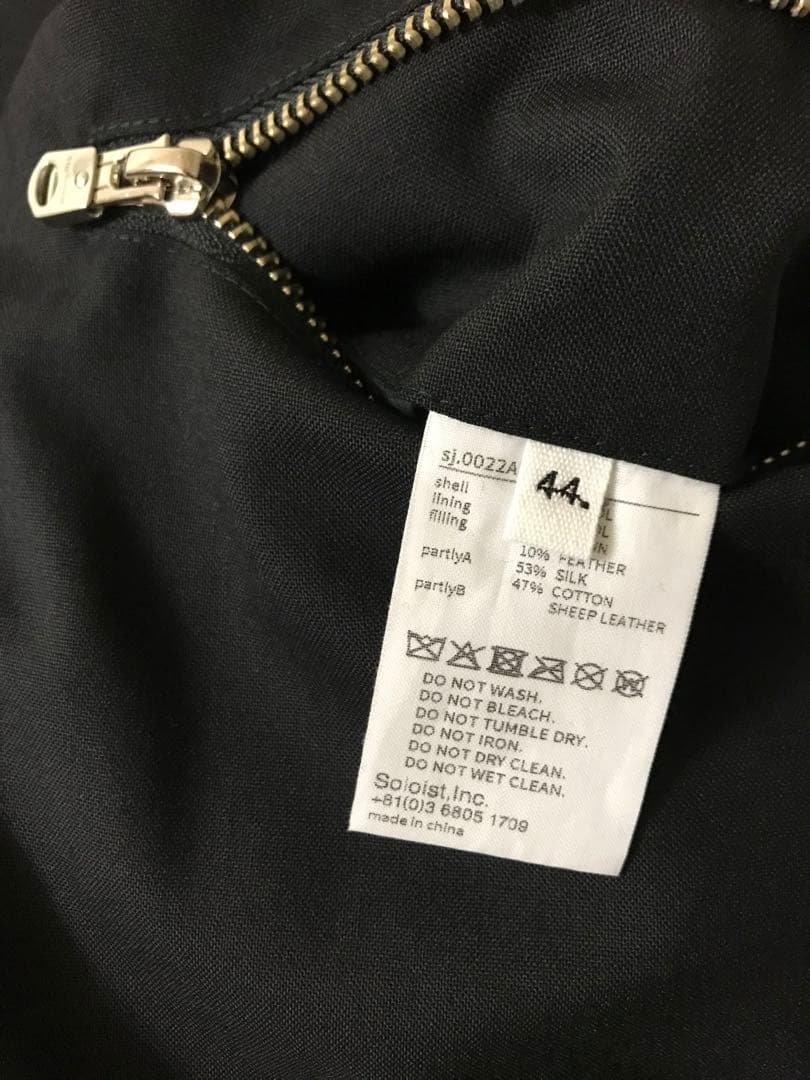 sj.0022A
44.
shell
lining
filling
10% FEATHER
partlyA 53% SILK
47% COTTON
partlyB SHEEP LEATHER
DO NOT WASH.
DO NOT BLEACH.
DO NOT TUMBLE DRY.
DO NOT IRON.
DO NOT DRY CLEAN.
DO NOT WET CLEAN.
Soloist,Inc.
+81(0)3 6805 1709
made in china